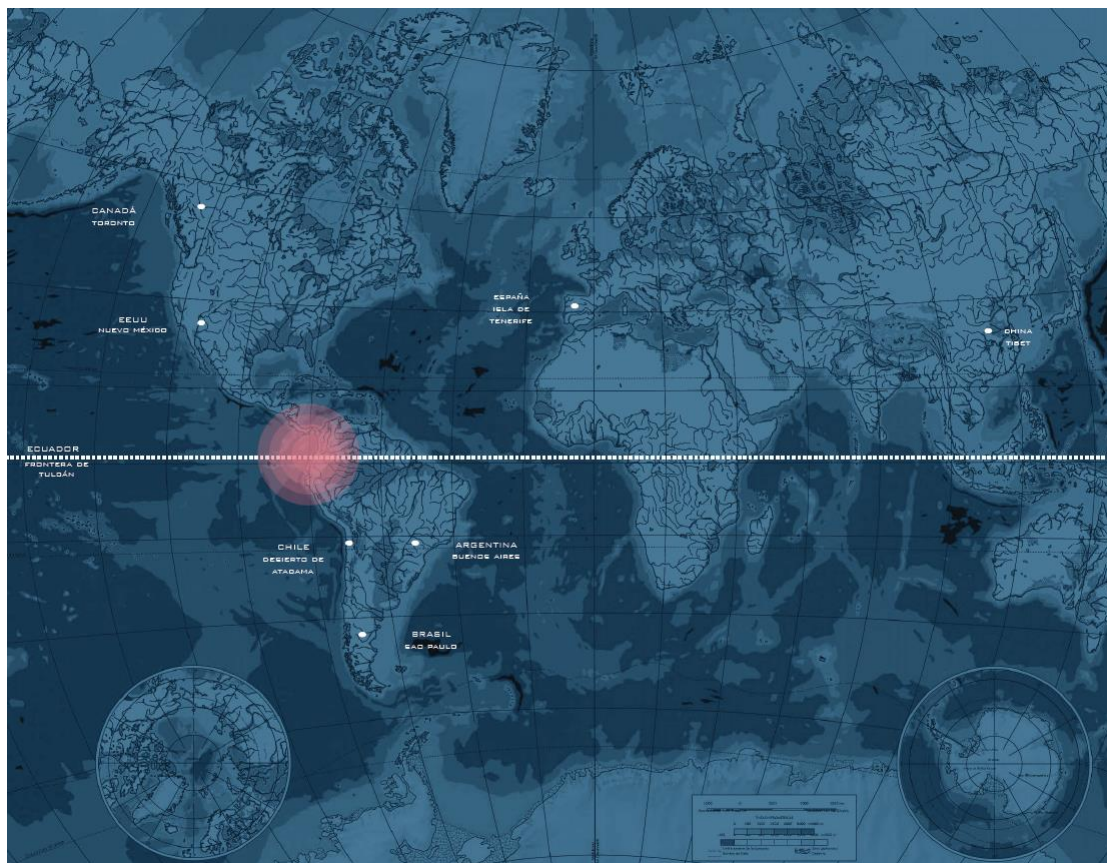 CANADÁ
TORONTO
EEUU
NUEVO MÉXICO
ESPAÑA
ISLA DE
TENERIFE
CHINA
TIBET
ECUADOR
FRONTERA DE
TULCÁN
CHILE
DESIERTO DE
ATACAMA
ARGENTINA
BUENOS AIRES
BRASIL
SAO PAULO